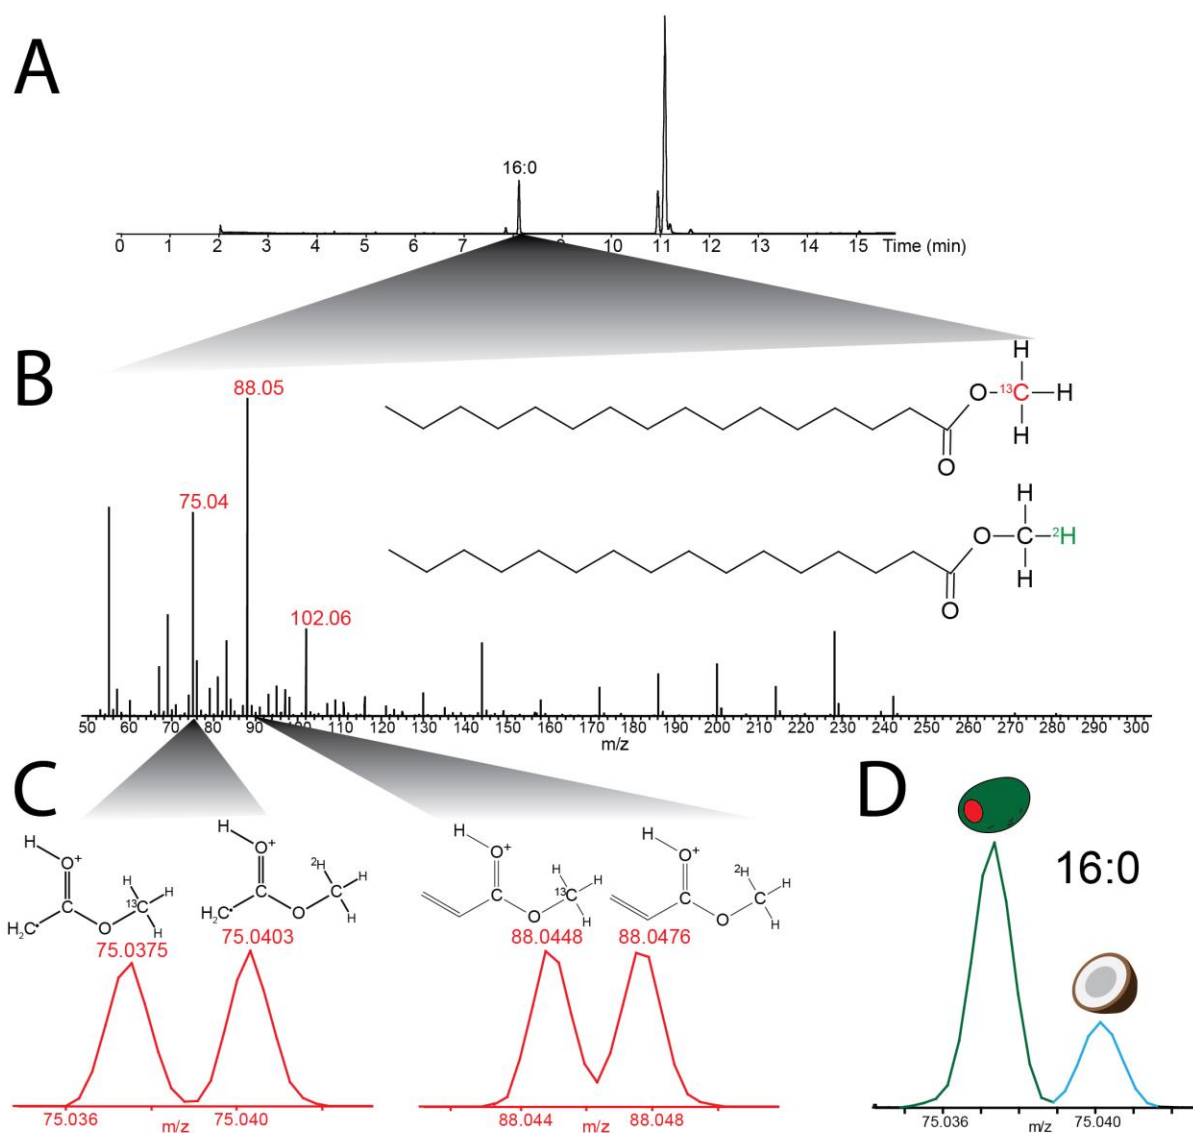 A
16:0
0 1 2 3 4 5 6 7 9 10 11 12 13 14 15 Time (min)
B
88.05
75.04
102.06
H
O 13C H
H
O
H
O C 2H
H
O
50 60 70 80 90 100 110 120 130 140 150 160 170 180 190 200 210 220 230 240 250 260 270 280 290 300
m/z
C
H
O+
H
13C H
H
H2C• C O
75.0375
H
O+
2H H
C C
H2C• O H
75.0403
H
O+
H
13C H
C
O H
88.0448
H
O+
2H
C C H
O H
88.0476
75.036 m/z 75.040
88.044 m/z 88.048
D
16:0
75.036 m/z 75.040